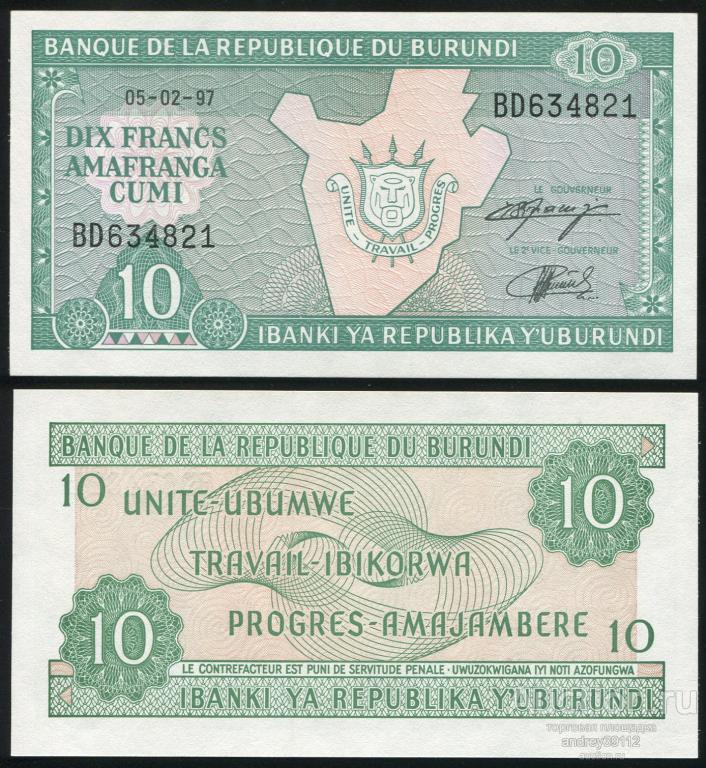 BANQUE DE LA REPUBLIQUE DU BURUNDI
10
05-02-97
BD634821
DIX FRANCS
AMAFRANGA
CUMI
UNITE - TRAVAIL - PROGRES
LE GOUVERNEUR
BD634821
LE 2e VICE-GOUVERNEUR
10
IBANKI YA REPUBLIKA Y'UBURUNDI
BANQUE DE LA REPUBLIQUE DU BURUNDI
10
UNITE-UBUMWE
10
TRAVAIL-IBIKORWA
10
PROGRES-AMAJAMBERE
10
LE CONTREFACTEUR EST PUNI DE SERVITUDE PENALE · UWUZOKWIGANA IYI NOTI AZOFUNGWA
IBANKI YA REPUBLIKA Y'UBURUNDI
торговая площадка
andrey39112